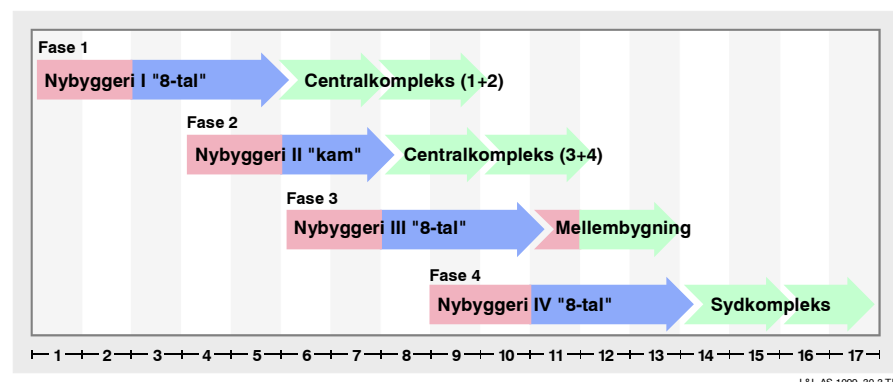 Fase 1
Nybyggeri I "8-tal" Centralkompleks (1+2)
Fase 2
Nybyggeri II "kam" Centralkompleks (3+4)
Fase 3
Nybyggeri III "8-tal" Mellembygning
Fase 4
Nybyggeri IV "8-tal" Sydkompleks
1 2 3 4 5 6 7 8 9 10 11 12 13 14 15 16 17